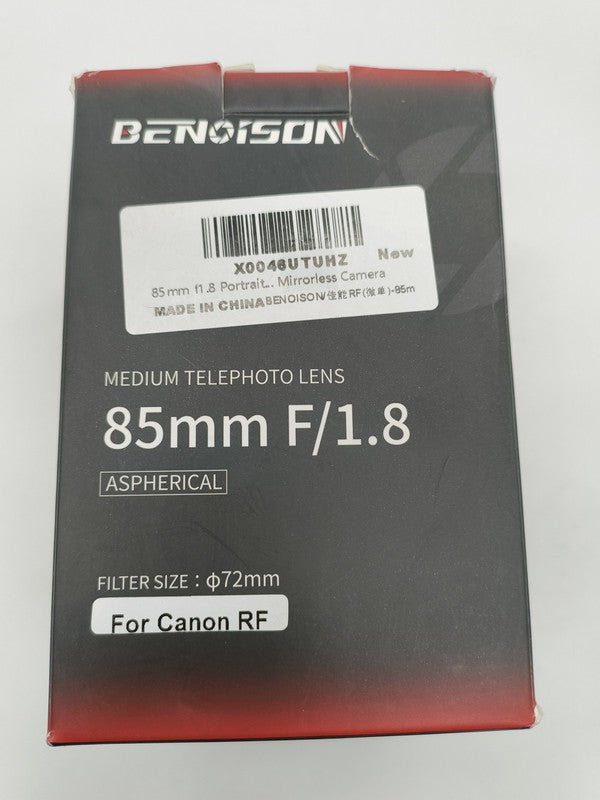 BENOISON
X0046UTUHZ New
85mm f1.8 Portrait... Mirrorless Camera
MADE IN CHINABENOISON/佳能RF(微单)-85m
MEDIUM TELEPHOTO LENS
85mm F/1.8
ASPHERICAL
FILTER SIZE : φ72mm
For Canon RF